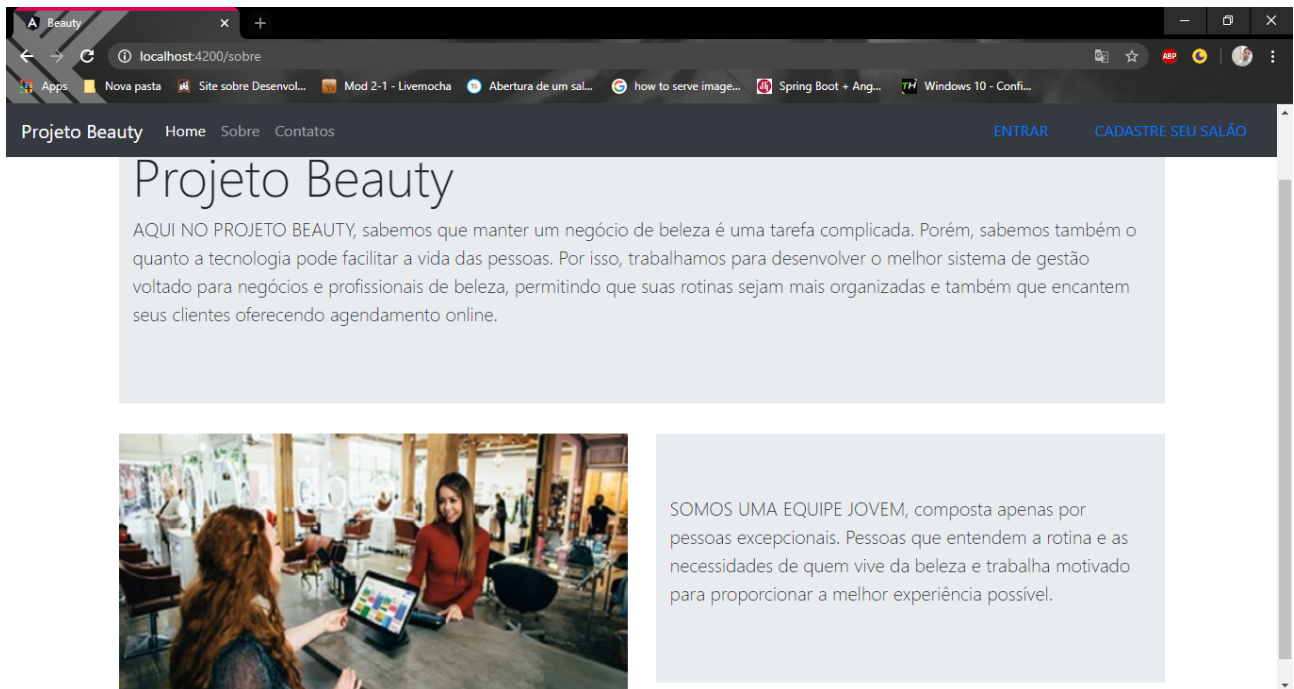 Beauty
localhost:4200/sobre
ABP
Apps Nova pasta Site sobre Desenvol... Mod 2-1 - Livemocha Abertura de um sal... how to serve image... Spring Boot + Ang... TH Windows 10 - Confi...
Projeto Beauty Home Sobre Contatos ENTRAR CADASTRE SEU SALÃO
Projeto Beauty
AQUI NO PROJETO BEAUTY, sabemos que manter um negócio de beleza é uma tarefa complicada. Porém, sabemos também o
quanto a tecnologia pode facilitar a vida das pessoas. Por isso, trabalhamos para desenvolver o melhor sistema de gestão
voltado para negócios e profissionais de beleza, permitindo que suas rotinas sejam mais organizadas e também que encantem
seus clientes oferecendo agendamento online.
SOMOS UMA EQUIPE JOVEM, composta apenas por
pessoas excepcionais. Pessoas que entendem a rotina e as
necessidades de quem vive da beleza e trabalha motivado
para proporcionar a melhor experiência possível.